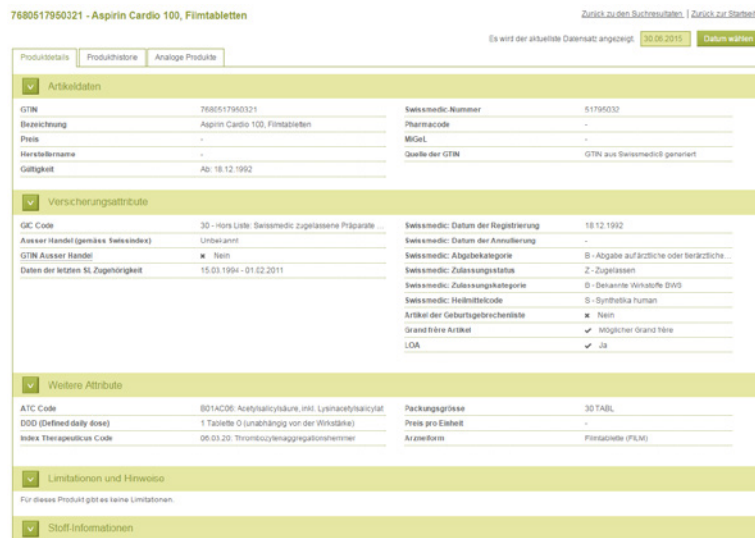 7680517950321 - Aspirin Cardio 100, Filmtabletten
Zurück zu den Suchresultaten | Zurück zur Startseit
Es wird der aktuellste Datensatz angezeigt. 30.06.2015 Datum wählen
Produktdetails Produkthistorie Analoge Produkte
Artikeldaten
GTIN 7680517950321 Swissmedic-Nummer 51795032
Bezeichnung Aspirin Cardio 100, Filmtabletten Pharmacode -
Preis - MiGeL -
Herstellername - Quelle der GTIN GTIN aus Swissmedic8 generiert
Gültigkeit Ab: 18.12.1992
Versicherungsattribute
GIC Code 30 - Hors Liste: Swissmedic zugelassene Präparate ... Swissmedic: Datum der Registrierung 18.12.1992
Ausser Handel (gemäss Swissindex) Unbekannt Swissmedic: Datum der Annullierung -
GTIN Ausser Handel ✖ Nein Swissmedic: Abgabekategorie B - Abgabe auf ärztliche oder tierärztliche...
Daten der letzten SL Zugehörigkeit 15.03.1994 - 01.02.2011 Swissmedic: Zulassungsstatus Z - Zugelassen
Swissmedic: Zulassungskategorie B - Bekannte Wirkstoffe BWS
Swissmedic: Heilmittelcode S - Synthetika human
Artikel der Geburtsgebrechenliste ✖ Nein
Grand frère Artikel ✔ Möglicher Grand frère
LOA ✔ Ja
Weitere Attribute
ATC Code B01AC06: Acetylsalicylsäure, inkl. Lysinacetylsalicylat Packungsgrösse 30 TABL
DDD (Defined daily dose) 1 Tablette O (unabhängig von der Wirkstärke) Preis pro Einheit -
Index Therapeuticus Code 06.03.20: Thrombozytenaggregationshemmer Arzneiform Filmtablette (FILM)
Limitationen und Hinweise
Für dieses Produkt gibt es keine Limitationen.
Stoff-Informationen